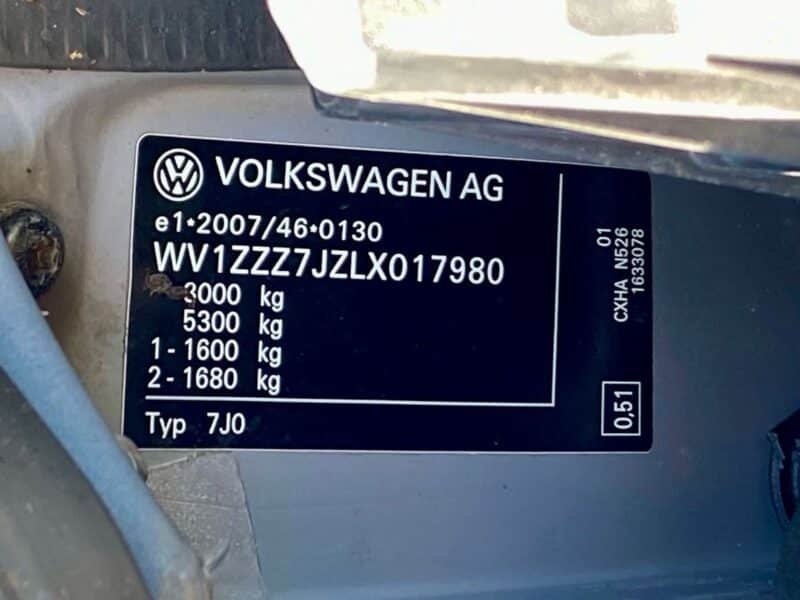 VOLKSWAGEN AG
e1*2007/46*0130
WV1ZZZ7JZLX017980
3000 kg
5300 kg
1 - 1600 kg
2 - 1680 kg
Typ 7J0
01
CXHA N526
1633078
0,51